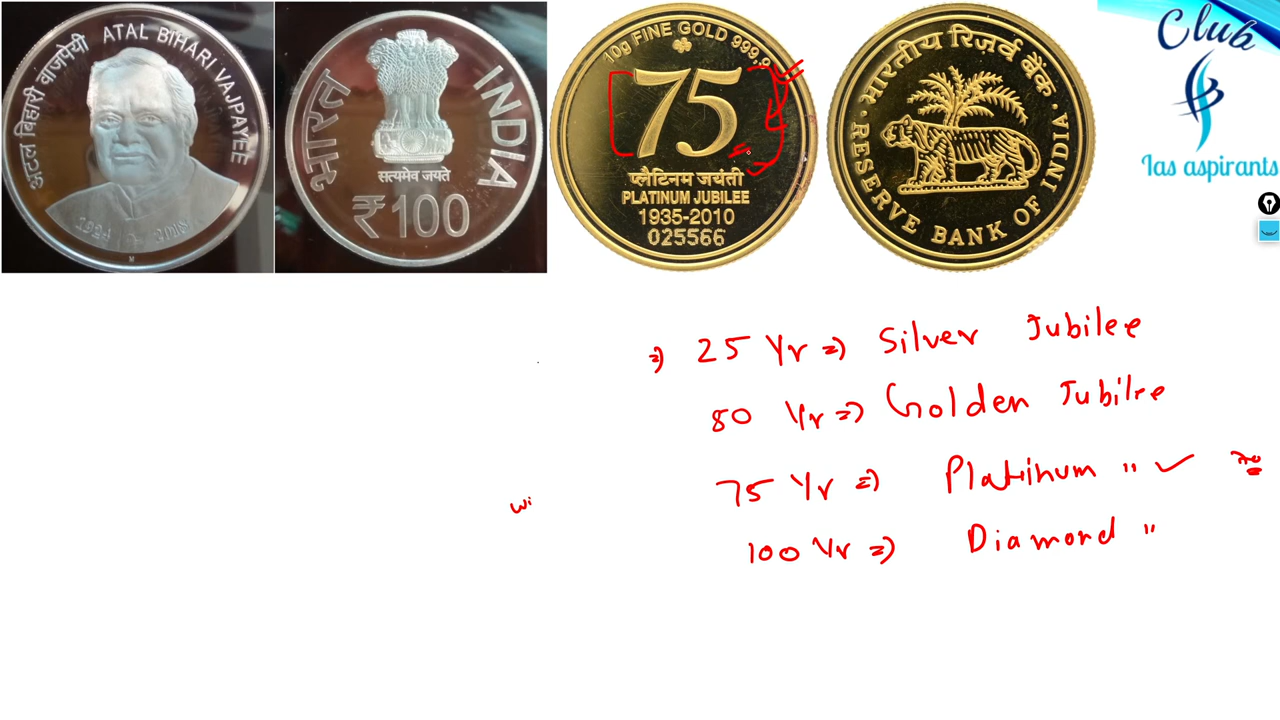 अटल बिहारी वाजपेयी ATAL BIHARI VAJPAYEE
M
भारत INDIA
सत्यमेव जयते
₹100
10g FINE GOLD 999.9
75
प्लैटिनम जयंती
PLATINUM JUBILEE
1935-2010
025566
भारतीय रिज़र्व बैंक
RESERVE BANK OF INDIA
Club
Ias aspirants
⇒ 25 Yr ⇒ Silver Jubilee
50 Yr ⇒ Golden Jubilee
75 Yr ⇒ Platinum "
wi
100 Yr ⇒ Diamond "